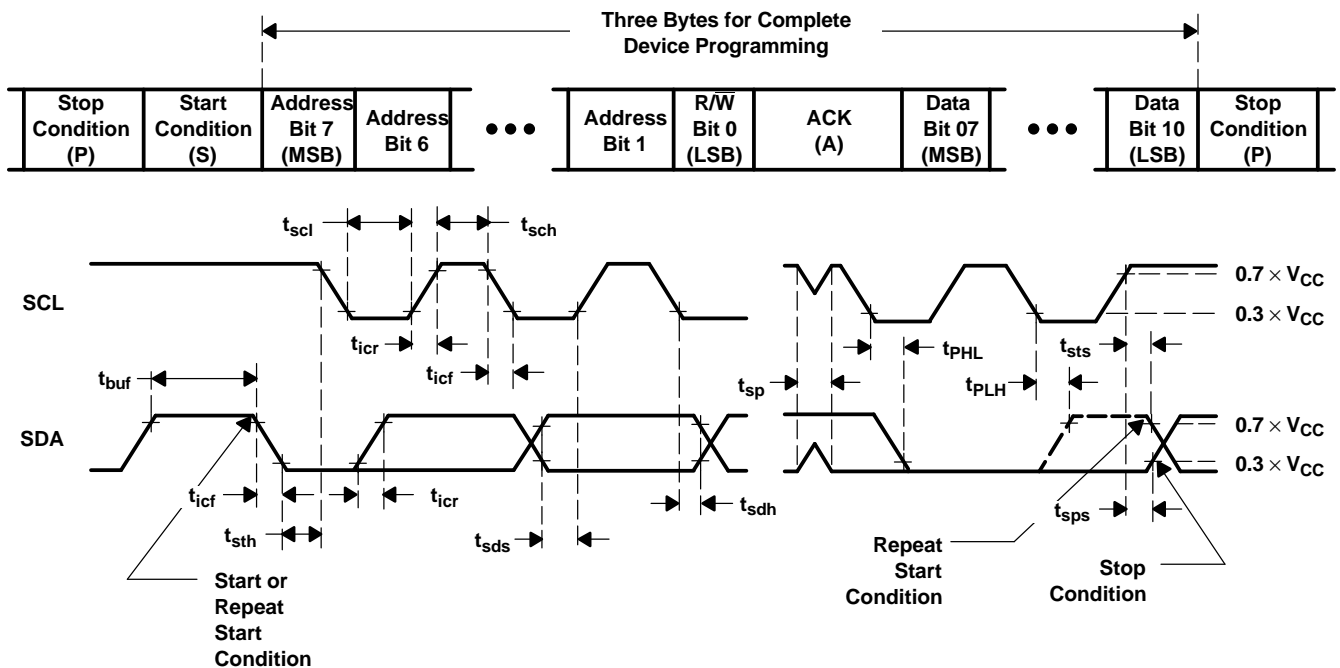 Three Bytes for Complete
Device Programming
Stop
Condition
(P)
Start
Condition
(S)
Address
Bit 7
(MSB)
Address
Bit 6
•••
Address
Bit 1
R/W̅
Bit 0
(LSB)
ACK
(A)
Data
Bit 07
(MSB)
•••
Data
Bit 10
(LSB)
Stop
Condition
(P)
tscl
tsch
SCL
0.7 × VCC
0.3 × VCC
ticr
ticf
tbuf
tsp
tPHL
tPLH
tsts
SDA
0.7 × VCC
0.3 × VCC
ticf
ticr
tsth
tsds
tsdh
tsps
Start or
Repeat
Start
Condition
Repeat
Start
Condition
Stop
Condition